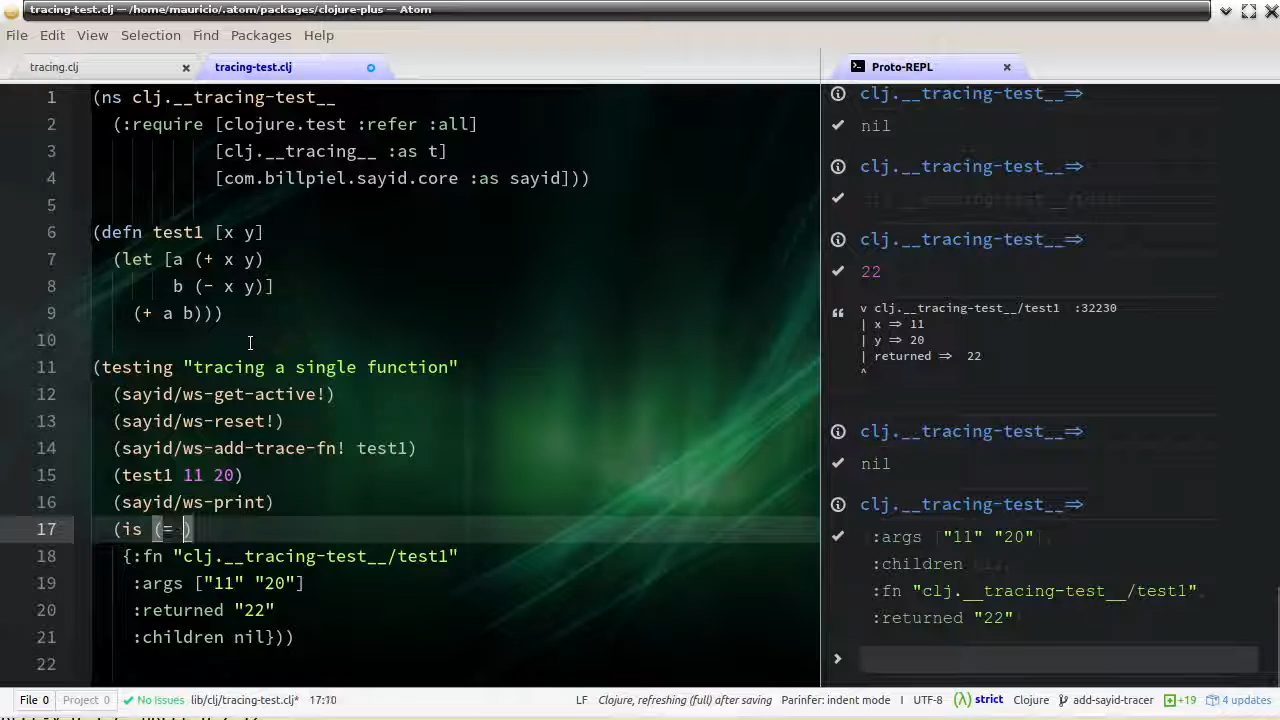 tracing-test.clj — /home/mauricio/.atom/packages/clojure-plus — Atom
File Edit View Selection Find Packages Help
tracing.clj
tracing-test.clj
1 (ns clj.__tracing-test__
2 (:require [clojure.test :refer :all]
3 [clj.__tracing__ :as t]
4 [com.billpiel.sayid.core :as sayid]))
5
6 (defn test1 [x y]
7 (let [a (+ x y)
8 b (- x y)]
9 (+ a b)))
10
11 (testing "tracing a single function"
12 (sayid/ws-get-active!)
13 (sayid/ws-reset!)
14 (sayid/ws-add-trace-fn! test1)
15 (test1 11 20)
16 (sayid/ws-print)
17 (is (= )
18 {:fn "clj.__tracing-test__/test1"
19 :args ["11" "20"]
20 :returned "22"
21 :children nil}))
22
Proto-REPL
clj.__tracing-test__=>
nil
clj.__tracing-test__=>
clj.__tracing-test__=>
22
v clj.__tracing-test__/test1 :32230
| x => 11
| y => 20
| returned => 22
^
clj.__tracing-test__=>
nil
clj.__tracing-test__=>
:args ["11" "20"]
:children
:fn "clj.__tracing-test__/test1"
:returned "22"
File 0 Project 0 No Issues lib/clj/tracing-test.clj* 17:10 LF Clojure, refreshing (full) after saving Parinfer: indent mode UTF-8 (λ) strict Clojure add-sayid-tracer +19 4 updates